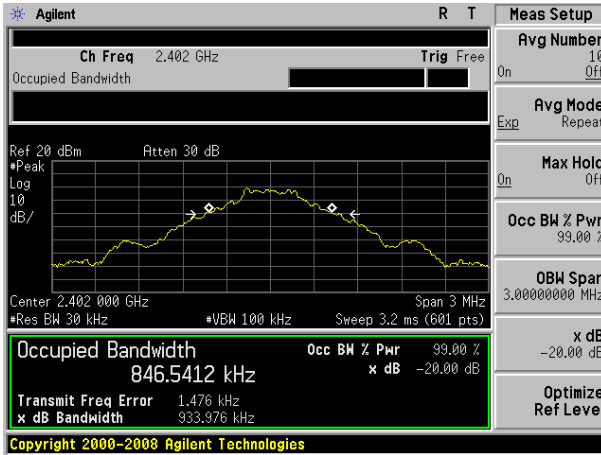 Agilent R T Meas Setup
Ch Freq 2.402 GHz Trig Free
Occupied Bandwidth
Avg Number
10
On Off
Avg Mode
Exp Repeat
Max Hold
On Off
Occ BW % Pwr
99.00 %
OBW Span
3.00000000 MHz
x dB
-20.00 dB
Optimize
Ref Level
Ref 20 dBm Atten 30 dB
#Peak
Log
10
dB/
Center 2.402 000 GHz Span 3 MHz
#Res BW 30 kHz #VBW 100 kHz Sweep 3.2 ms (601 pts)
Occupied Bandwidth Occ BW % Pwr 99.00 %
846.5412 kHz x dB -20.00 dB
Transmit Freq Error 1.476 kHz
x dB Bandwidth 933.976 kHz
Copyright 2000-2008 Agilent Technologies